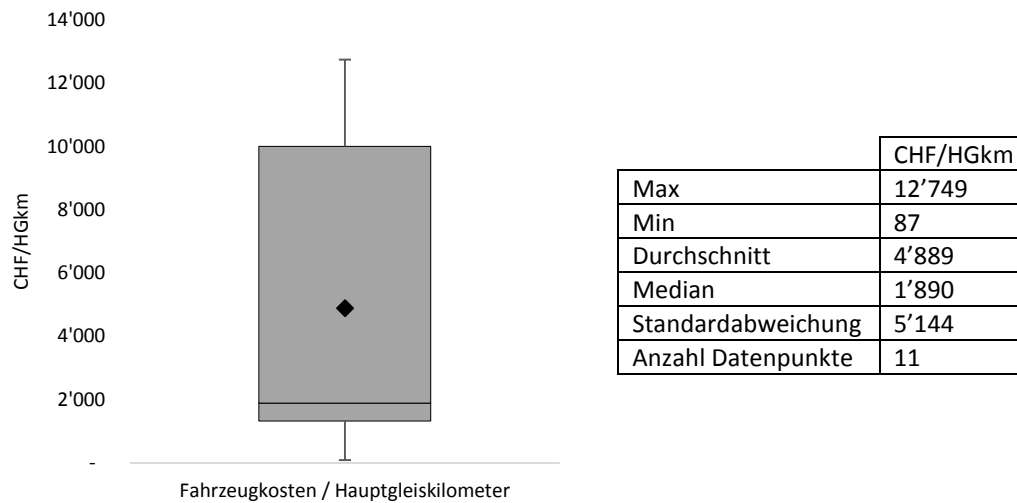 14'000
12'000
10'000
8'000
6'000
4'000
2'000
-
CHF/HGkm
Fahrzeugkosten / Hauptgleiskilometer
CHF/HGkm
Max 12’749
Min 87
Durchschnitt 4’889
Median 1’890
Standardabweichung 5’144
Anzahl Datenpunkte 11